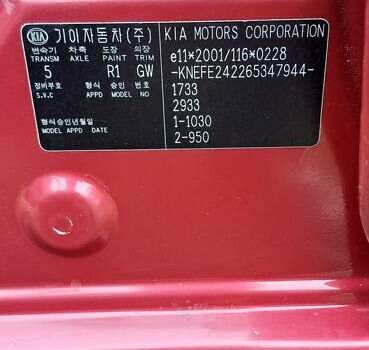 KIA 기아자동차(주)
변속기 차축 도장 의장
TRANSM AXLE PAINT TRIM
5 R1 GW
정비부호 형식 승인 번호
S.V.C APPD MODEL NO
형식승인년월일
APPD DATE/MODEL
KIA MOTORS CORPORATION
e11*2001/116*0228
-KNEFE242265347944-
1733
2933
1-1030
2-950